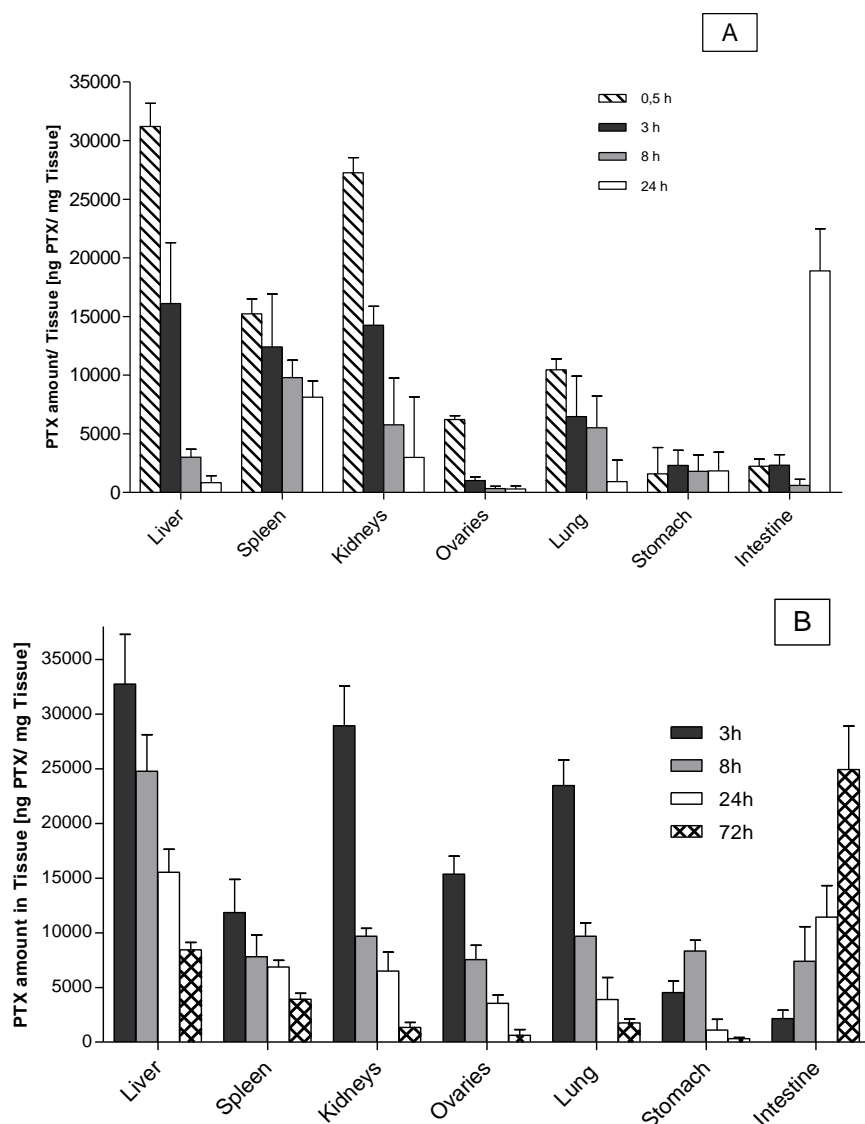 A
PTX amount/ Tissue [ng PTX/ mg Tissue]
35000
30000
25000
20000
15000
10000
5000
0
0,5 h
3 h
8 h
24 h
Liver
Spleen
Kidneys
Ovaries
Lung
Stomach
Intestine
B
PTX amount in Tissue [ng PTX/ mg Tissue]
35000
30000
25000
20000
15000
10000
5000
0
3h
8h
24h
72h
Liver
Spleen
Kidneys
Ovaries
Lung
Stomach
Intestine